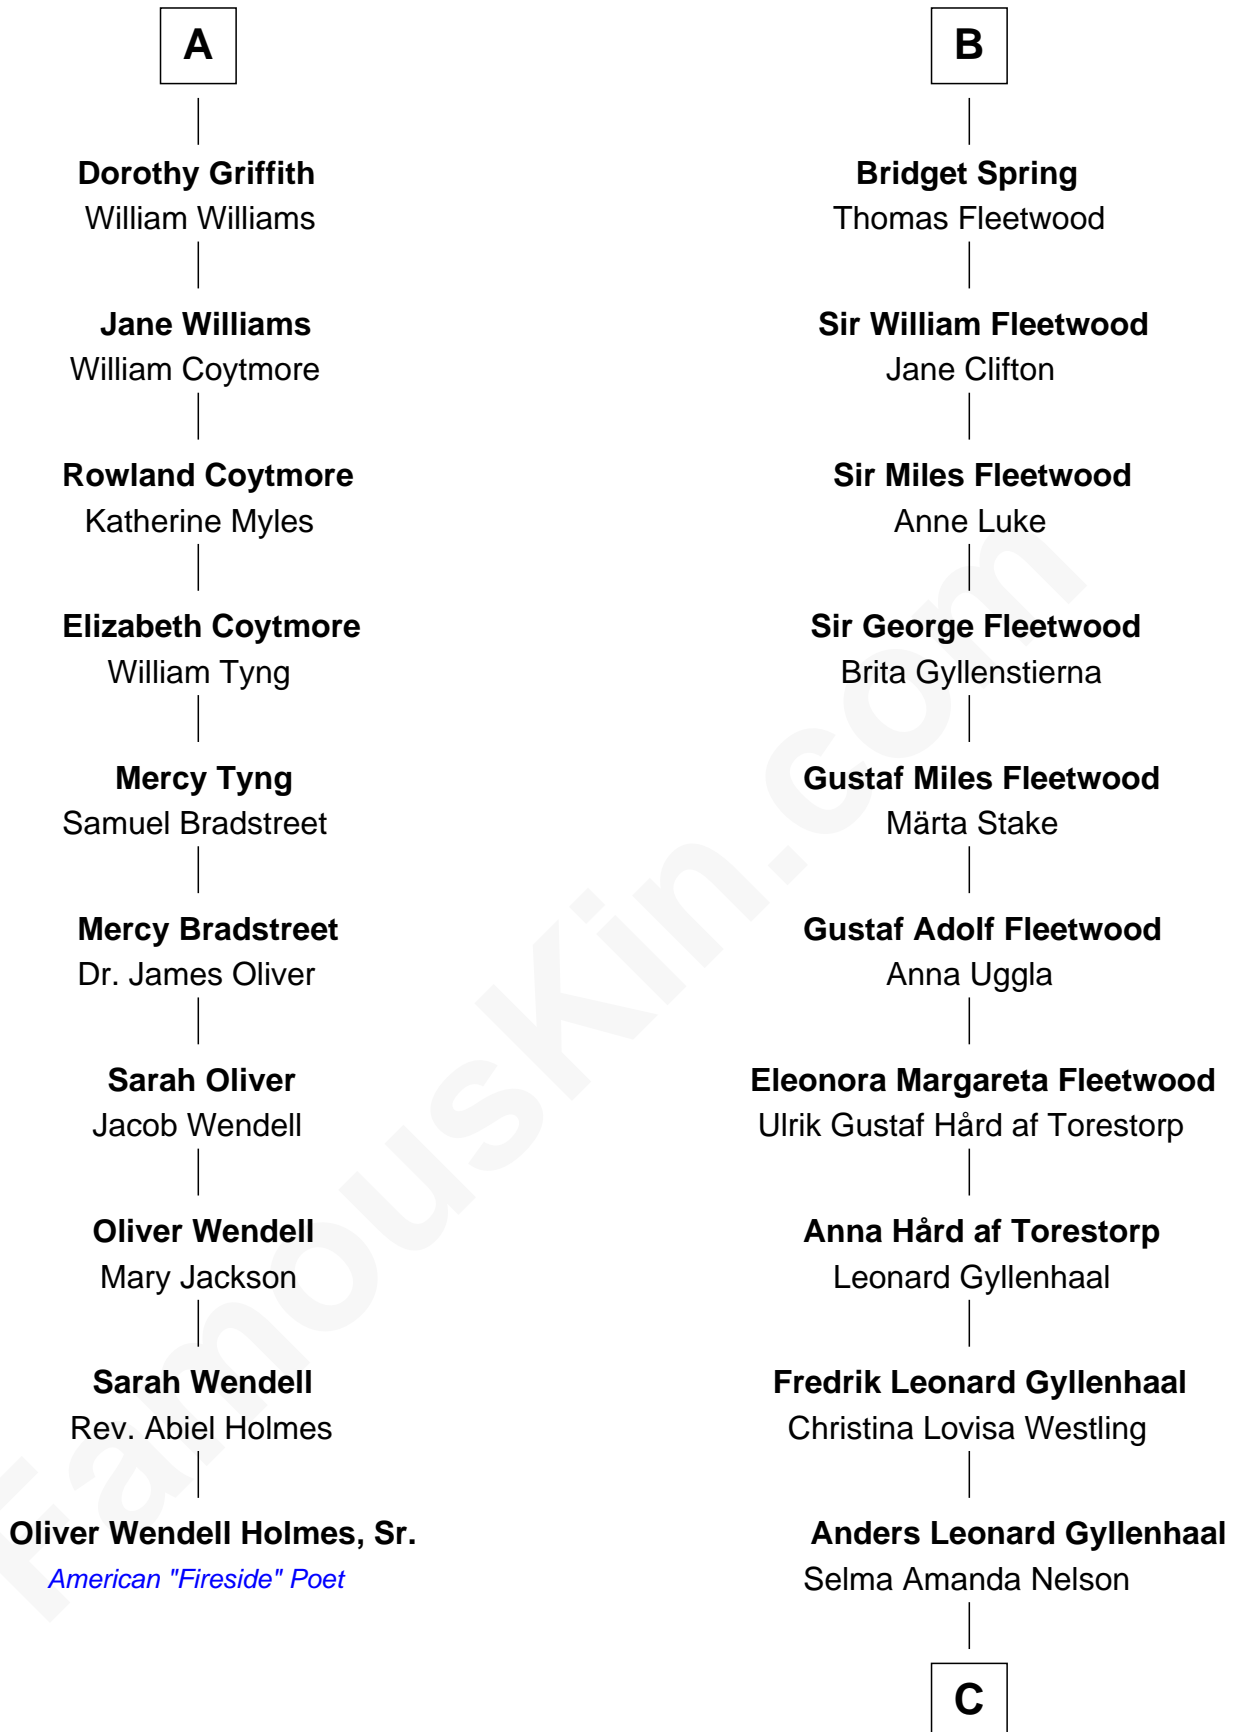 A
Dorothy Griffith
William Williams
Jane Williams
William Coytmore
Rowland Coytmore
Katherine Myles
Elizabeth Coytmore
William Tyng
Mercy Tyng
Samuel Bradstreet
Mercy Bradstreet
Dr. James Oliver
Sarah Oliver
Jacob Wendell
Oliver Wendell
Mary Jackson
Sarah Wendell
Rev. Abiel Holmes
Oliver Wendell Holmes, Sr.
American "Fireside" Poet
B
Bridget Spring
Thomas Fleetwood
Sir William Fleetwood
Jane Clifton
Sir Miles Fleetwood
Anne Luke
Sir George Fleetwood
Brita Gyllenstierna
Gustaf Miles Fleetwood
Märta Stake
Gustaf Adolf Fleetwood
Anna Uggla
Eleonora Margareta Fleetwood
Ulrik Gustaf Hård af Torestorp
Anna Hård af Torestorp
Leonard Gyllenhaal
Fredrik Leonard Gyllenhaal
Christina Lovisa Westling
Anders Leonard Gyllenhaal
Selma Amanda Nelson
C
FamousKin.com